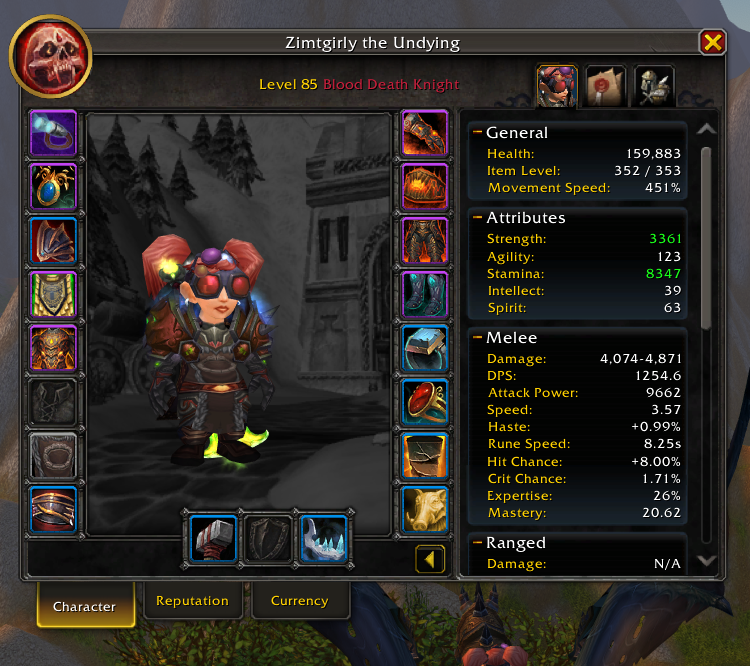 Zimtgirly the Undying
Level 85 Blood Death Knight
General
Health: 159,883
Item Level: 352 / 353
Movement Speed: 451%
Attributes
Strength: 3361
Agility: 123
Stamina: 8347
Intellect: 39
Spirit: 63
Melee
Damage: 4,074-4,871
DPS: 1254.6
Attack Power: 9662
Speed: 3.57
Haste: +0.99%
Rune Speed: 8.25s
Hit Chance: +8.00%
Crit Chance: 1.71%
Expertise: 26%
Mastery: 20.62
Ranged
Damage: N/A
Character
Reputation
Currency